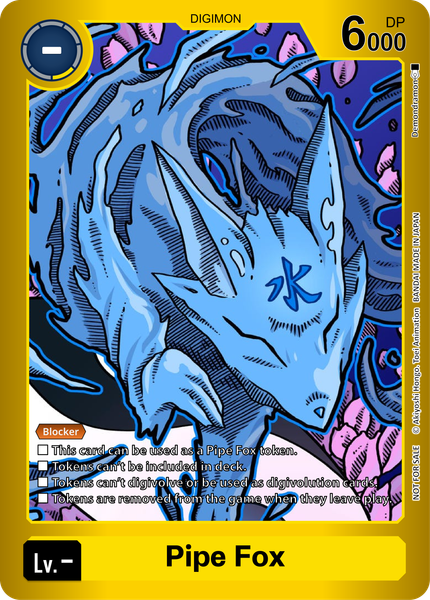 DIGIMON
-
DP
6000
水
Blocker
□ This card can be used as a Pipe Fox token.
□ Tokens can't be included in deck.
□ Tokens can't digivolve or be used as digivolution cards.
□ Tokens are removed from the game when they leave play.
Lv.-
Pipe Fox
NOT FOR SALE © Akiyoshi Hongo, Toei Animation BANDAI MADE IN JAPAN
Demondramon